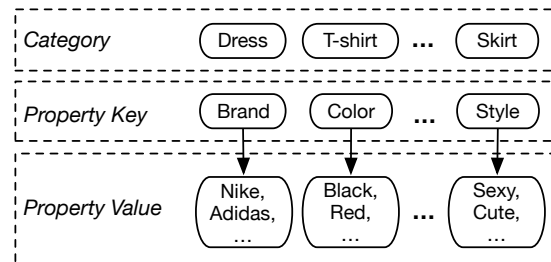 Category Dress T-shirt ... Skirt
Property Key Brand Color ... Style
Property Value
Nike,
Adidas,
...
Black,
Red,
...
...
Sexy,
Cute,
...